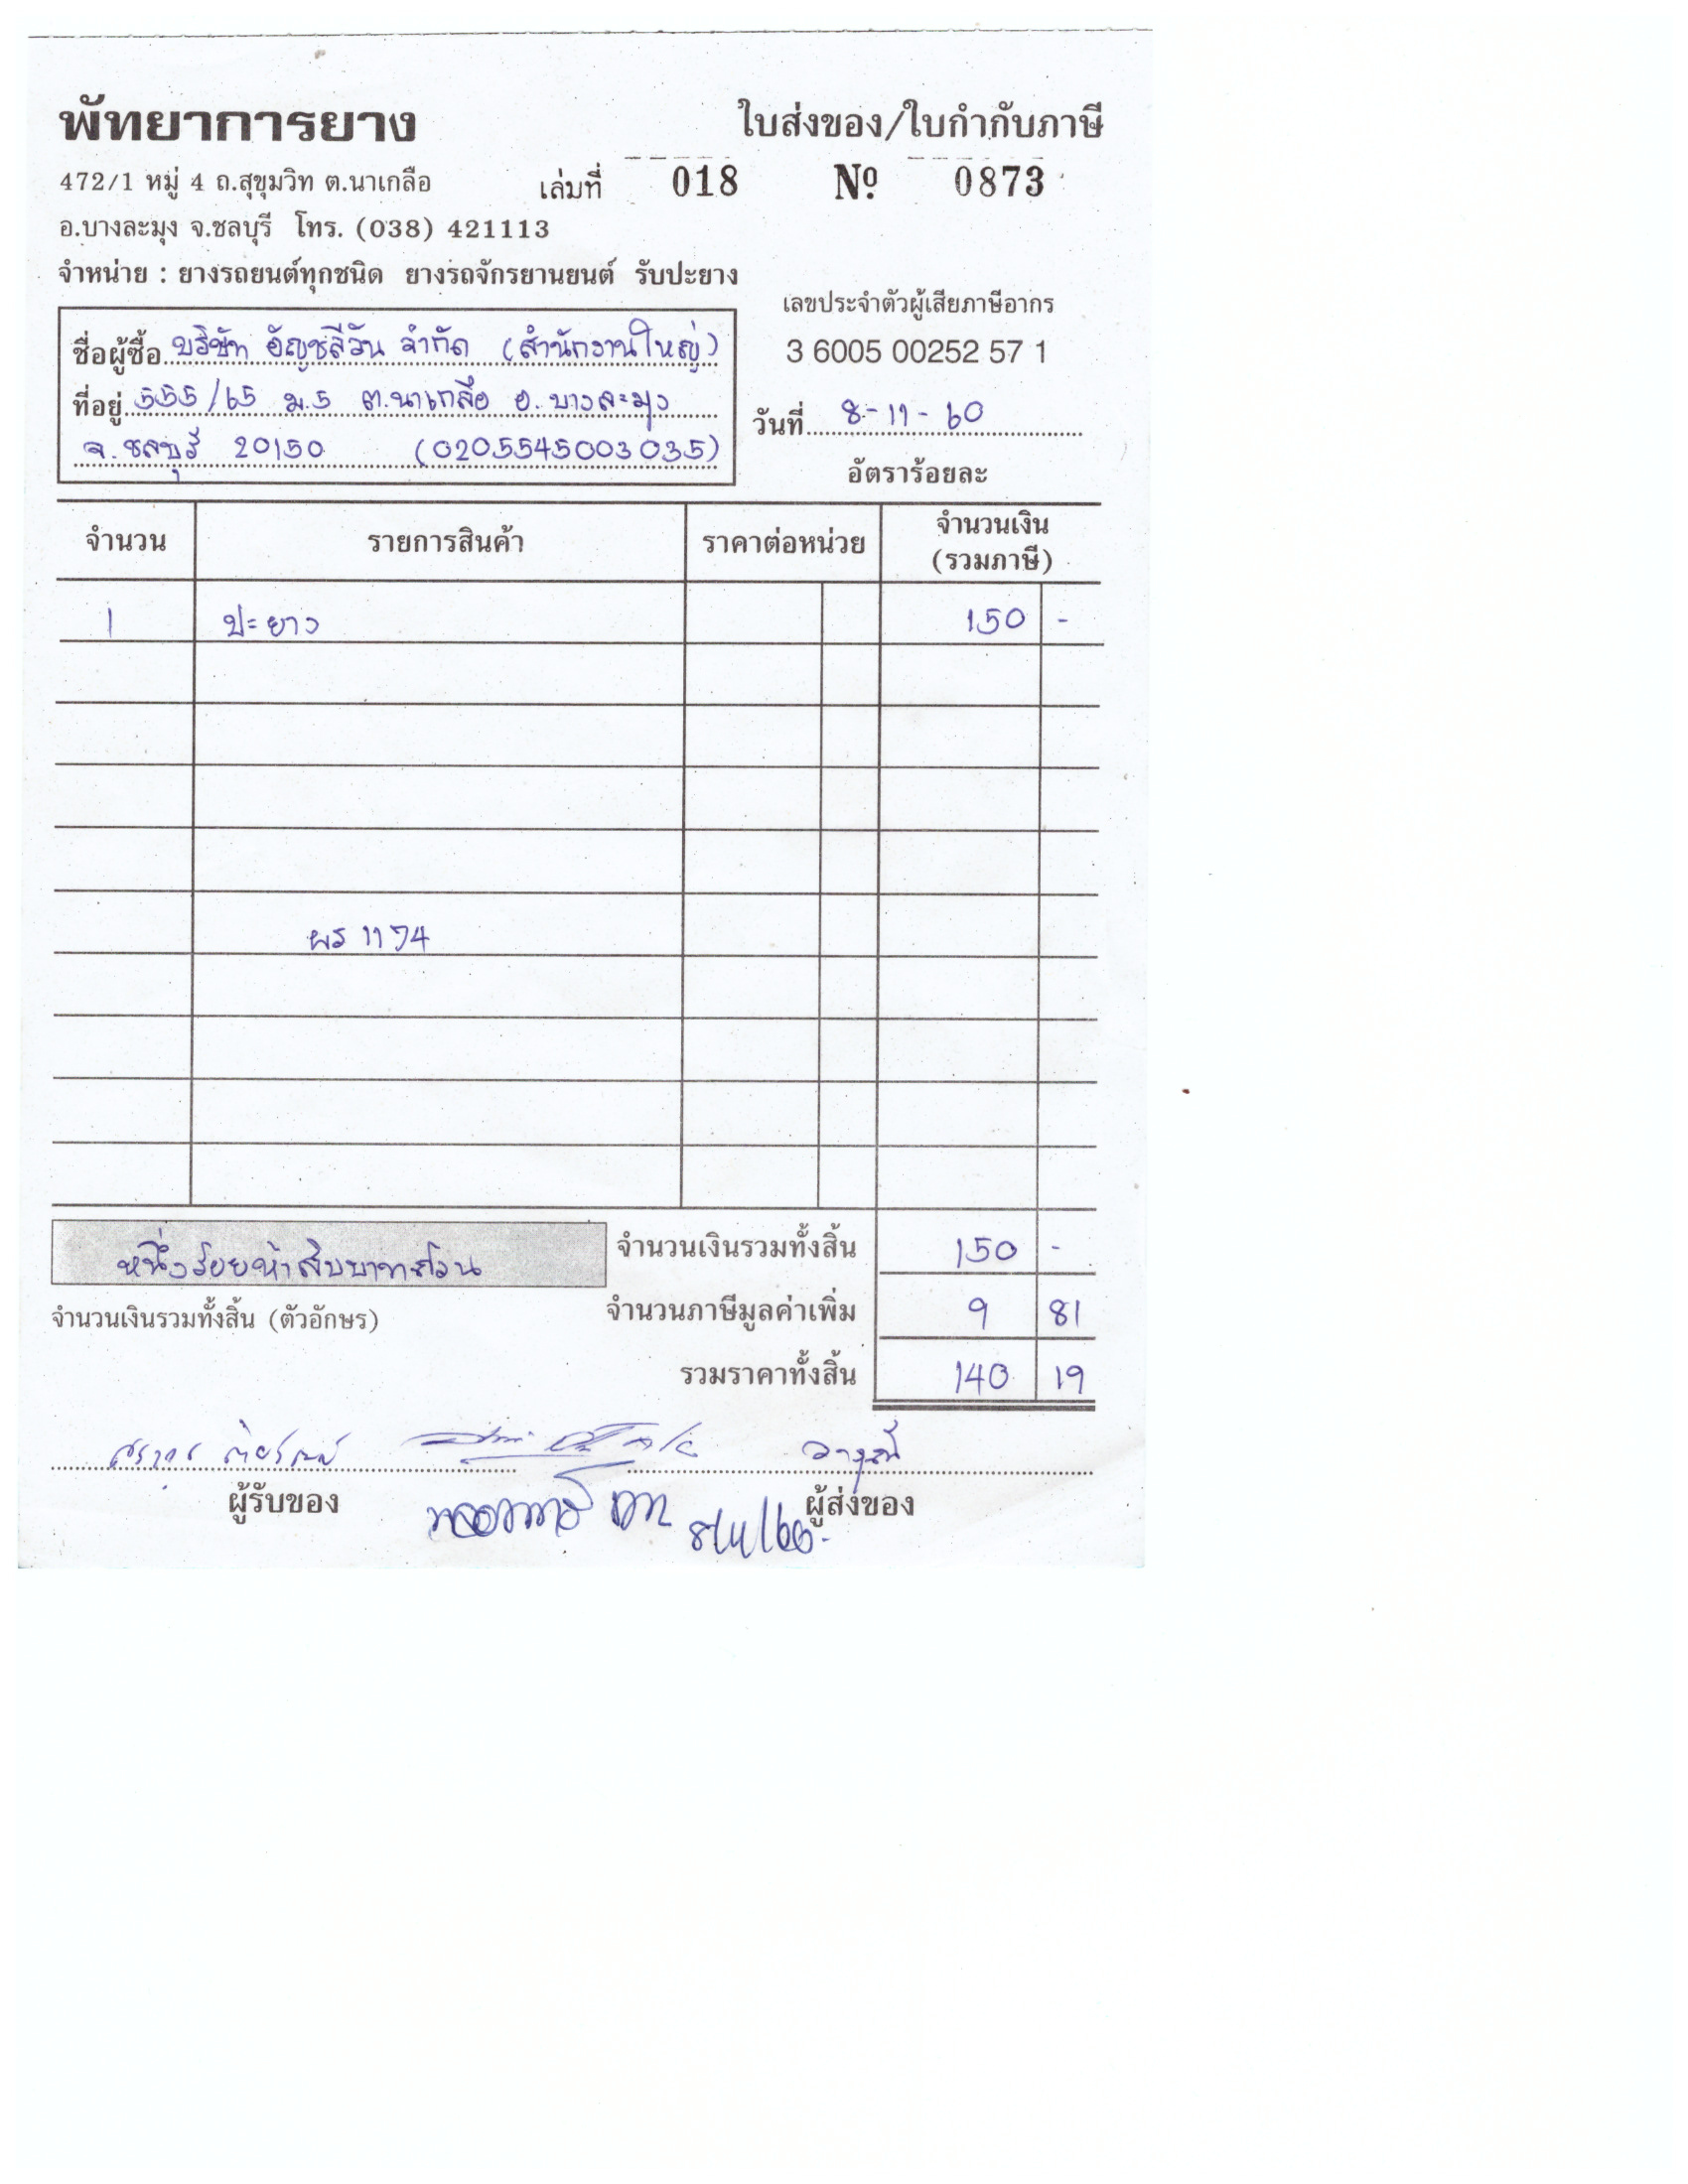 พัทยาการยาง ใบส่งของ/ใบกำกับภาษี
472/1 หมู่ 4 ถ.สุขุมวิท ต.นาเกลือ เล่มที่ 018 Nº 0873
อ.บางละมุง จ.ชลบุรี โทร. (038) 421113
จำหน่าย : ยางรถยนต์ทุกชนิด ยางรถจักรยานยนต์ รับปะยาง
เลขประจำตัวผู้เสียภาษีอากร
3 6005 00252 57 1
ชื่อผู้ซื้อ บริษัท อัญชลีวัน จำกัด (สำนักงานใหญ่)
ที่อยู่ 555/65 ม.5 ต.นาเกลือ อ.บางละมุง
จ.ชลบุรี 20150 (0205545003035)
วันที่ 8-11-60
อัตราร้อยละ
จำนวน รายการสินค้า ราคาต่อหน่วย จำนวนเงิน (รวมภาษี)
1 ปะยาง 150 -
ผร 1174
หนึ่งร้อยห้าสิบบาทถ้วน จำนวนเงินรวมทั้งสิ้น 150 -
จำนวนเงินรวมทั้งสิ้น (ตัวอักษร) จำนวนภาษีมูลค่าเพิ่ม 9 81
รวมราคาทั้งสิ้น 140 19
ผู้รับของ ผู้ส่งของ
8/11/60